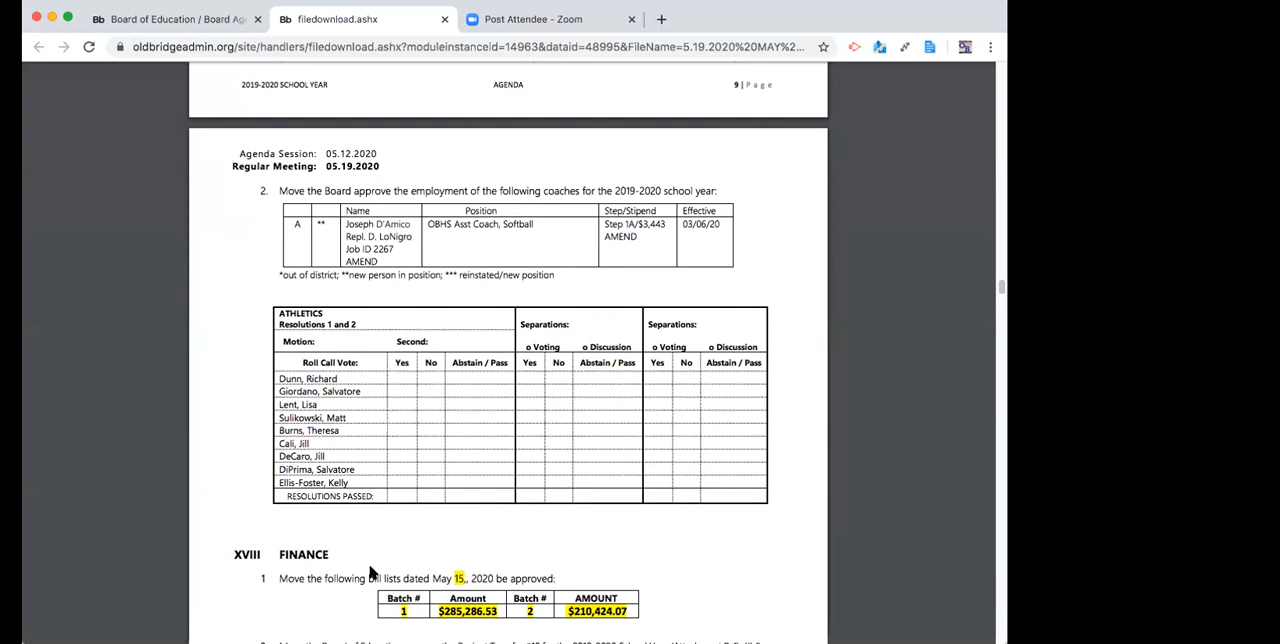 Board of Education / Board Ag
filedownload.ashx
Post Attendee - Zoom
oldbridgeadmin.org/site/handlers/filedownload.ashx?moduleinstanceid=14963&dataid=48995&FileName=5.19.2020%20MAY%2...
2019-2020 SCHOOL YEAR AGENDA 9 | Page
Agenda Session: 05.12.2020
Regular Meeting: 05.19.2020
2. Move the Board approve the employment of the following coaches for the 2019-2020 school year:
Name Position Step/Stipend Effective
A ** Joseph D'Amico OBHS Asst Coach, Softball Step 1A/$3,443 03/06/20
Repl. D. LoNigro AMEND
Job ID 2267
AMEND
*out of district; **new person in position; *** reinstated/new position
ATHLETICS
Resolutions 1 and 2 Separations: Separations:
Motion: Second: o Voting o Discussion o Voting o Discussion
Roll Call Vote: Yes No Abstain / Pass Yes No Abstain / Pass Yes No Abstain / Pass
Dunn, Richard
Giordano, Salvatore
Lent, Lisa
Sulikowski, Matt
Burns, Theresa
Cali, Jill
DeCaro, Jill
DiPrima, Salvatore
Ellis-Foster, Kelly
RESOLUTIONS PASSED:
XVIII FINANCE
1 Move the following bill lists dated May 15,, 2020 be approved:
Batch # Amount Batch # AMOUNT
1 $285,286.53 2 $210,424.07